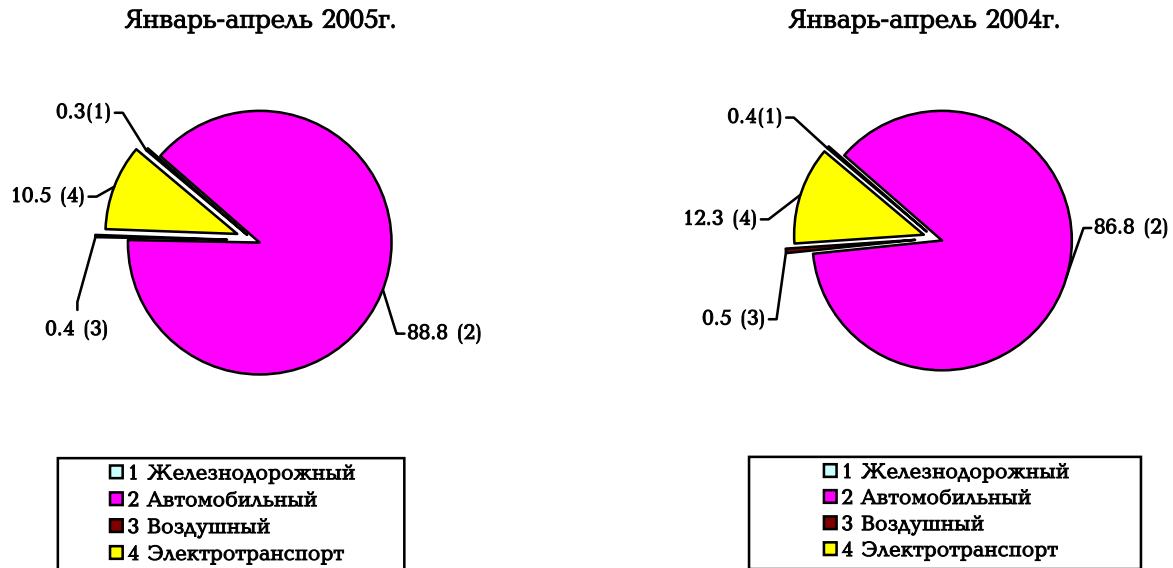 Январь-апрель 2005г.
0.3(1)
10.5 (4)
0.4 (3)
88.8 (2)
1 Железнодорожный
2 Автомобильный
3 Воздушный
4 Электротранспорт
Январь-апрель 2004г.
0.4(1)
12.3 (4)
86.8 (2)
0.5 (3)
1 Железнодорожный
2 Автомобильный
3 Воздушный
4 Электротранспорт